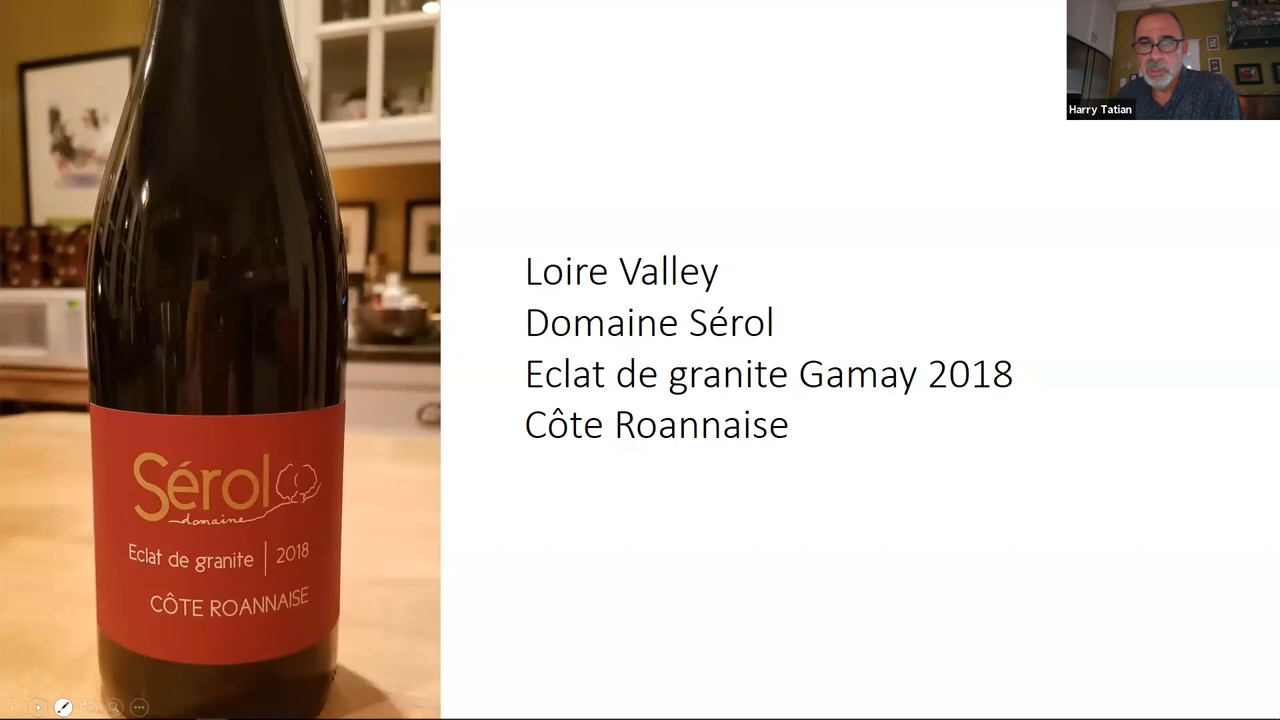 Sérol
domaine
Eclat de granite | 2018
CÔTE ROANNAISE
Loire Valley
Domaine Sérol
Eclat de granite Gamay 2018
Côte Roannaise
Harry Tatian